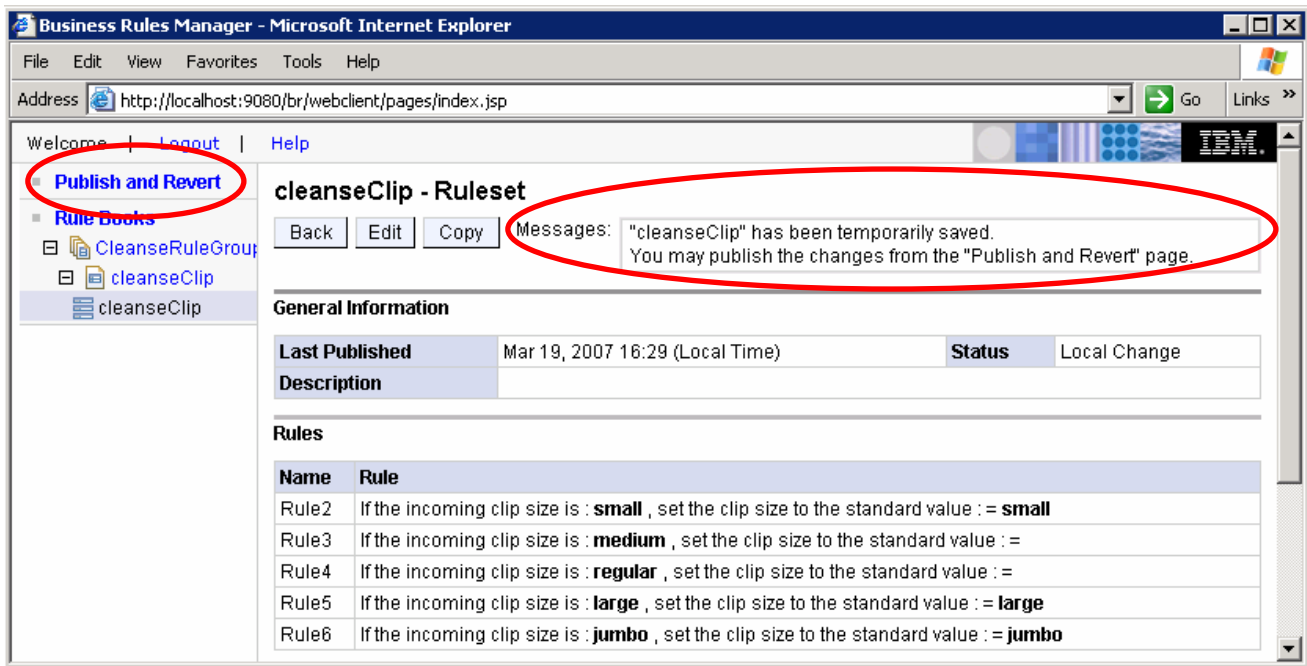 Business Rules Manager - Microsoft Internet Explorer
File Edit View Favorites Tools Help
Address http://localhost:9080/br/webclient/pages/index.jsp Go Links »
Welcome | Logout | Help
IBM.
Publish and Revert
Rule Books
CleanseRuleGroup
cleanseClip
cleanseClip
cleanseClip - Ruleset
Back Edit Copy Messages: "cleanseClip" has been temporarily saved.
You may publish the changes from the "Publish and Revert" page.
General Information
Last Published Mar 19, 2007 16:29 (Local Time) Status Local Change
Description
Rules
Name Rule
Rule2 If the incoming clip size is : small , set the clip size to the standard value : = small
Rule3 If the incoming clip size is : medium , set the clip size to the standard value : =
Rule4 If the incoming clip size is : regular , set the clip size to the standard value : =
Rule5 If the incoming clip size is : large , set the clip size to the standard value : = large
Rule6 If the incoming clip size is : jumbo , set the clip size to the standard value : = jumbo